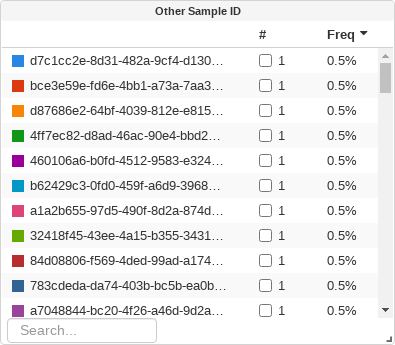 Other Sample ID
# Freq
d7c1cc2e-8d31-482a-9cf4-d130… 1 0.5%
bce3e59e-fd6e-4bb1-a73a-7aa3… 1 0.5%
d87686e2-64bf-4039-812e-e815… 1 0.5%
4ff7ec82-d8ad-46ac-90e4-bbd2… 1 0.5%
460106a6-b0fd-4512-9583-e324… 1 0.5%
b62429c3-0fd0-459f-a6d9-3968… 1 0.5%
a1a2b655-97d5-490f-8d2a-874d… 1 0.5%
32418f45-43ee-4a15-b355-3431… 1 0.5%
84d08806-f569-4ded-99ad-a174… 1 0.5%
783cdeda-da74-403b-bc5b-ea0b… 1 0.5%
a7048844-bc20-4f26-a46d-9d2a… 1 0.5%
Search...